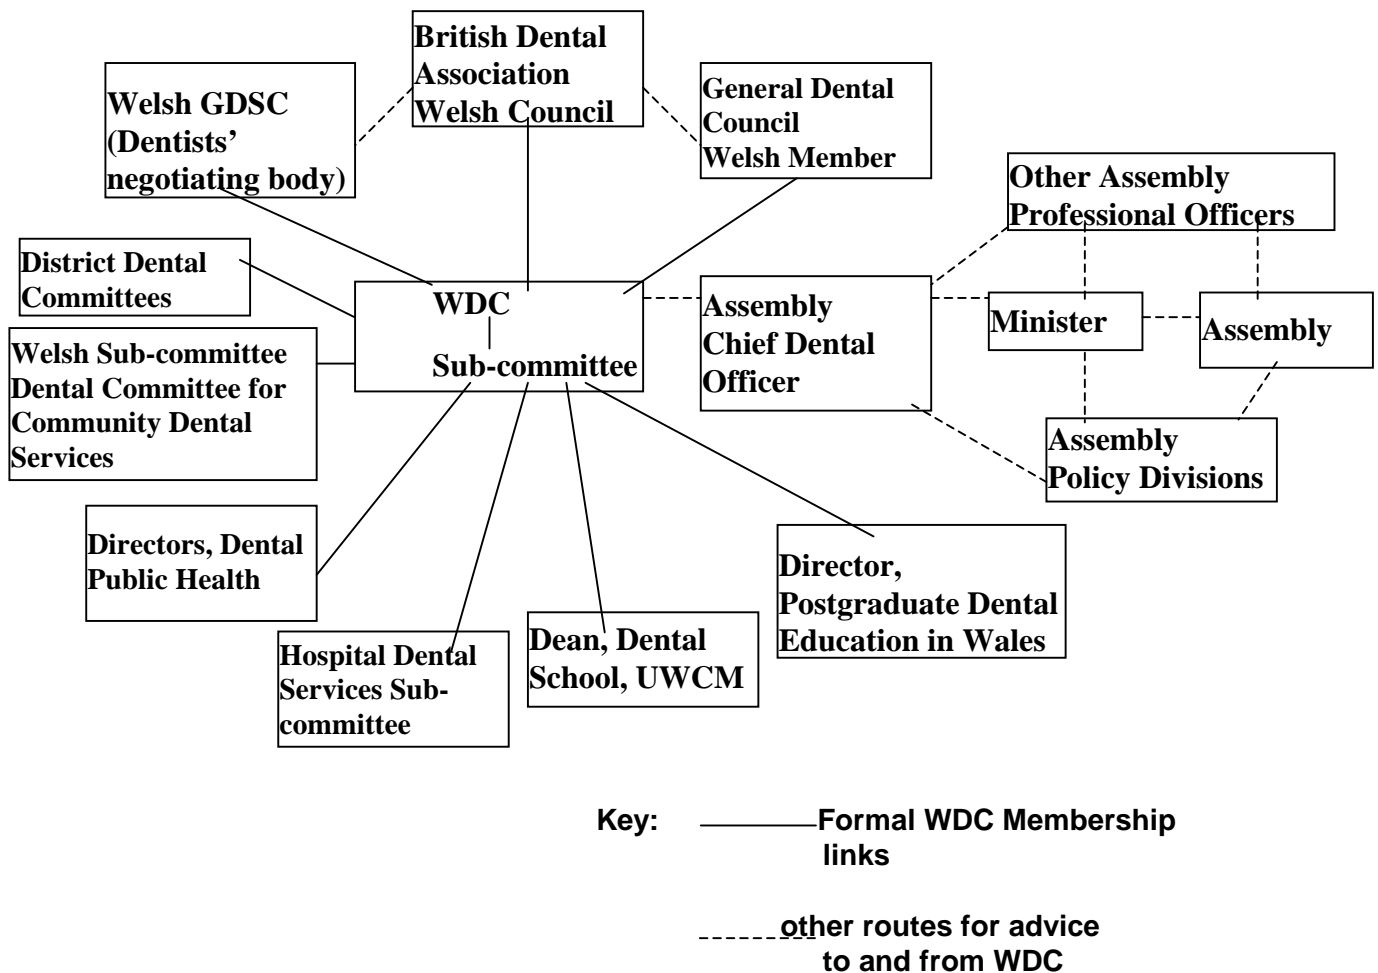 British Dental
Association
Welsh Council
Welsh GDSC
(Dentists’
negotiating body)
General Dental
Council
Welsh Member
Other Assembly
Professional Officers
District Dental
Committees
WDC
Sub-committee
Assembly
Chief Dental
Officer
Minister
Assembly
Welsh Sub-committee
Dental Committee for
Community Dental
Services
Assembly
Policy Divisions
Directors, Dental
Public Health
Director,
Postgraduate Dental
Education in Wales
Hospital Dental
Services Sub-
committee
Dean, Dental
School, UWCM
Key: Formal WDC Membership
links
other routes for advice
to and from WDC